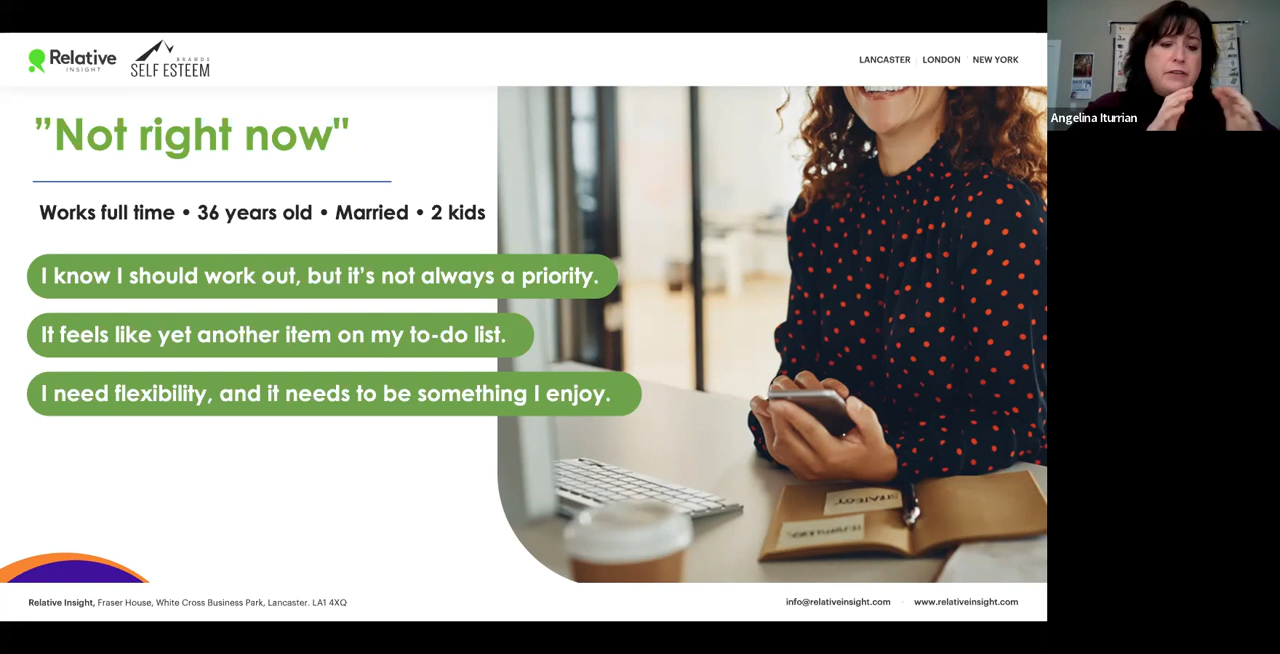 Relative
INSIGHT
BRANDS
SELF ESTEEM
LANCASTER LONDON NEW YORK
Angelina Iturrian
”Not right now"
Works full time • 36 years old • Married • 2 kids
I know I should work out, but it’s not always a priority.
It feels like yet another item on my to-do list.
I need flexibility, and it needs to be something I enjoy.
STRATEGY
Relative Insight, Fraser House, White Cross Business Park, Lancaster. LA1 4XQ
info@relativeinsight.com - www.relativeinsight.com